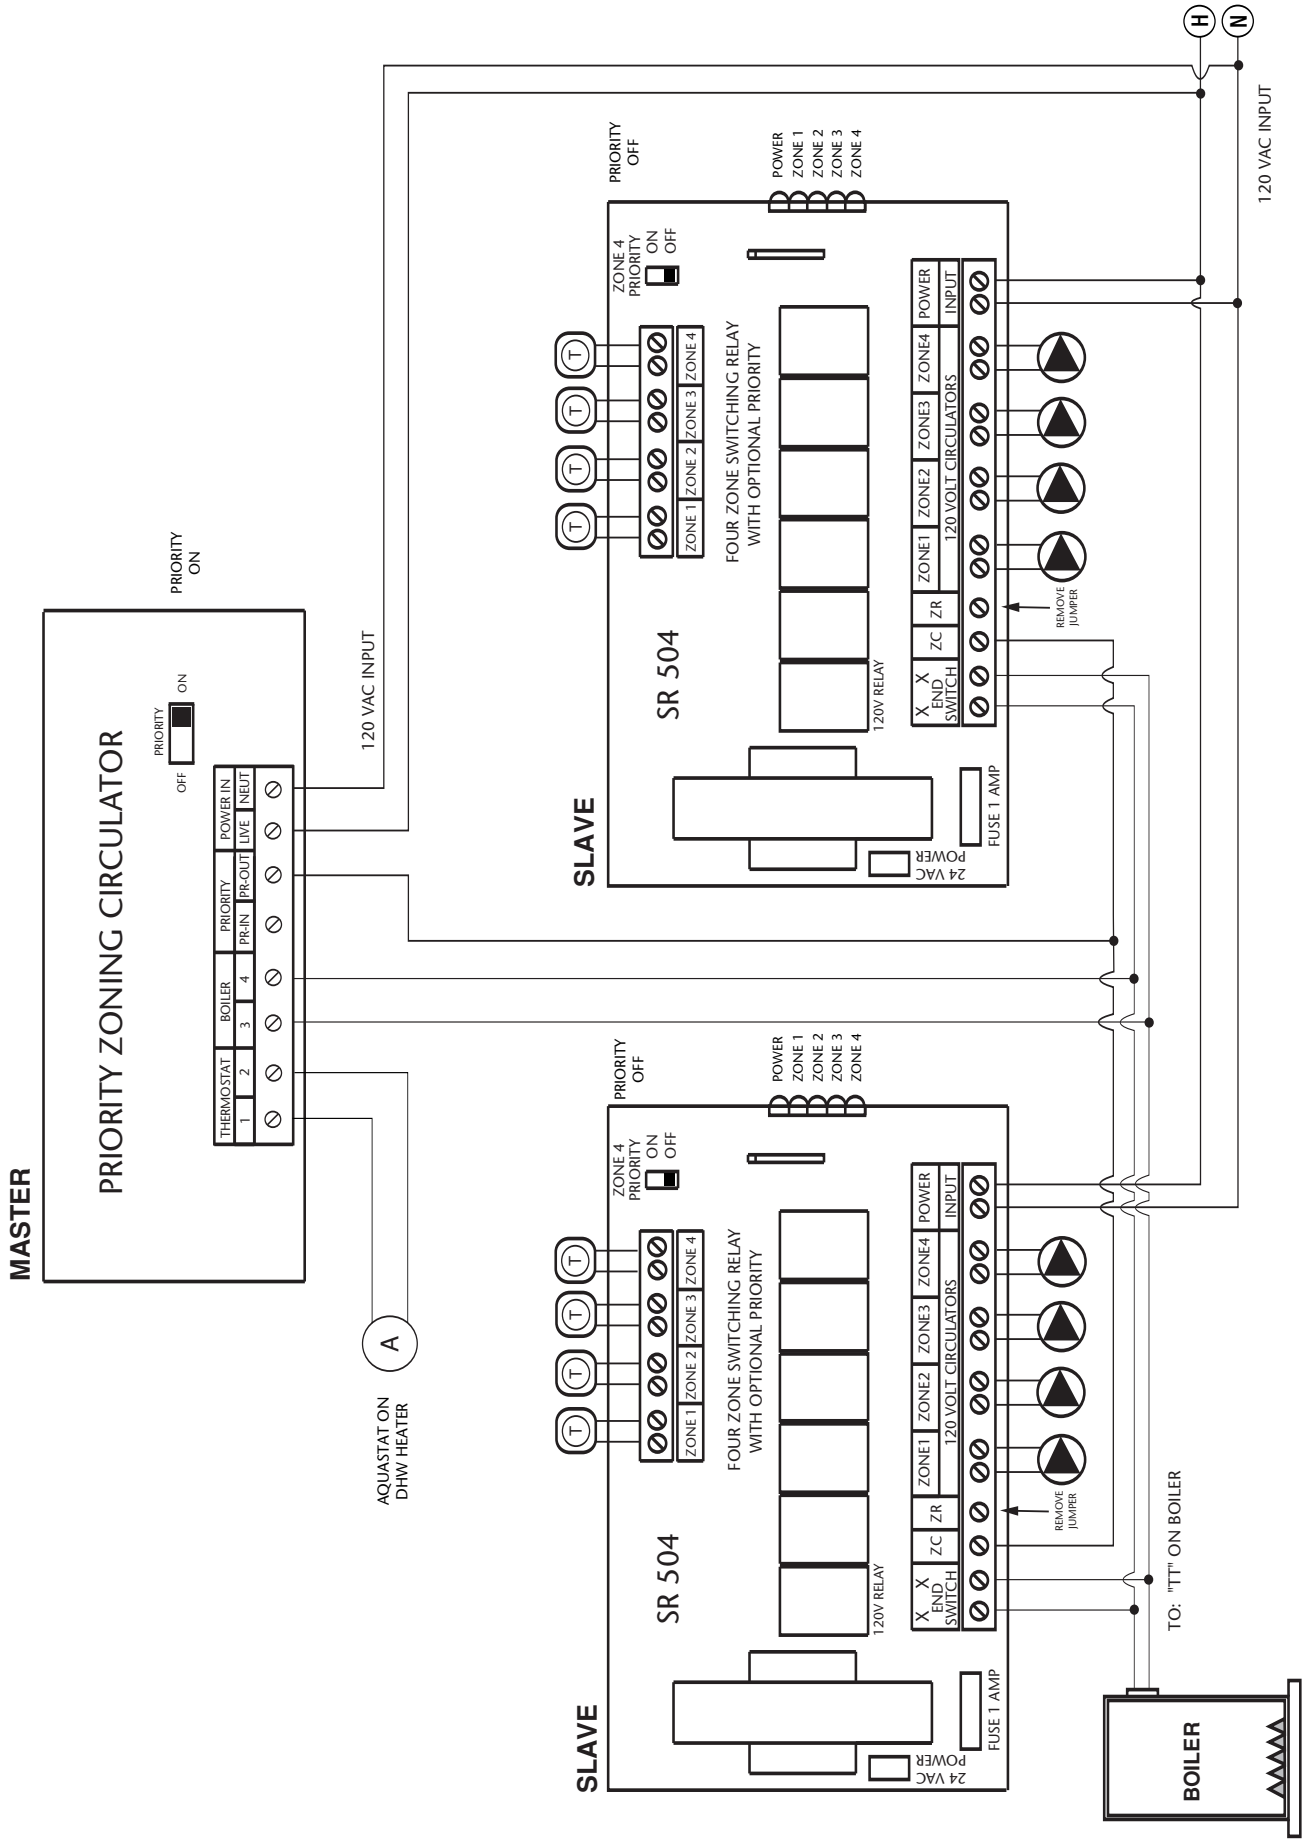 MASTER
PRIORITY ZONING CIRCULATOR
PRIORITY
OFF
ON
PRIORITY
ON
THERMOSTAT
BOILER
PRIORITY
POWER IN
1
2
3
4
PR-IN
PR-OUT
LIVE
NEUT
120 VAC INPUT
A
AQUASTAT ON
DHW HEATER
SLAVE
T
T
T
T
ZONE 4
PRIORITY
ON
OFF
PRIORITY
OFF
ZONE 1
ZONE 2
ZONE 3
ZONE 4
SR 504
FOUR ZONE SWITCHING RELAY
WITH OPTIONAL PRIORITY
POWER
ZONE 1
ZONE 2
ZONE 3
ZONE 4
120V RELAY
24 VAC
POWER
FUSE 1 AMP
X X
END
SWITCH
ZC
ZR
ZONE1
ZONE2
ZONE3
ZONE4
120 VOLT CIRCULATORS
POWER
INPUT
REMOVE
JUMPER
SLAVE
T
T
T
T
ZONE 4
PRIORITY
ON
OFF
PRIORITY
OFF
ZONE 1
ZONE 2
ZONE 3
ZONE 4
SR 504
FOUR ZONE SWITCHING RELAY
WITH OPTIONAL PRIORITY
POWER
ZONE 1
ZONE 2
ZONE 3
ZONE 4
120V RELAY
24 VAC
POWER
FUSE 1 AMP
X X
END
SWITCH
ZC
ZR
ZONE1
ZONE2
ZONE3
ZONE4
120 VOLT CIRCULATORS
POWER
INPUT
REMOVE
JUMPER
TO: "TT" ON BOILER
BOILER
H
N
120 VAC INPUT